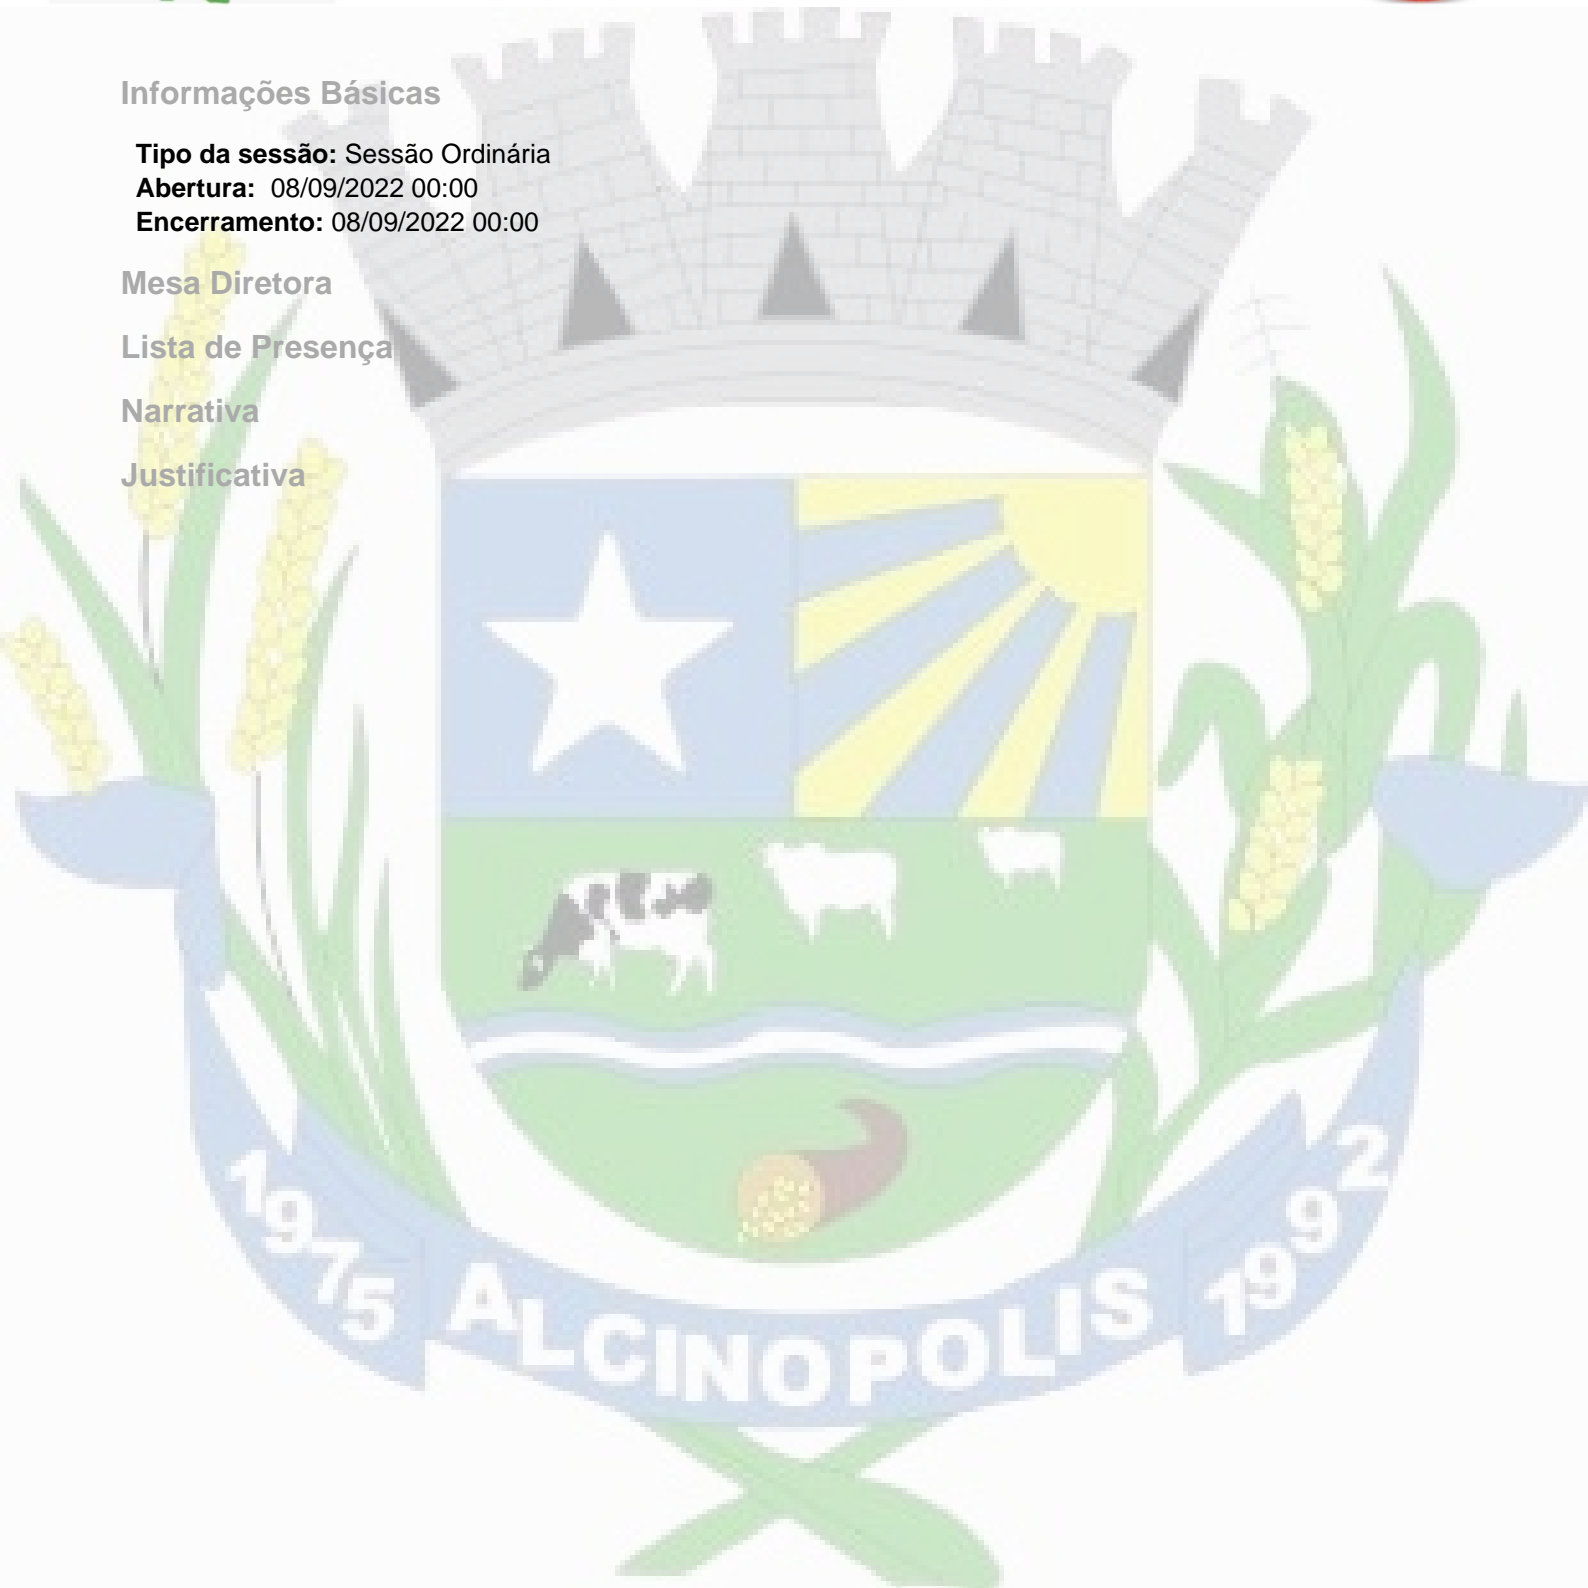 Informações Básicas
Tipo da sessão: Sessão Ordinária
Abertura: 08/09/2022 00:00
Encerramento: 08/09/2022 00:00
Mesa Diretora
Lista de Presença
Narrativa
Justificativa
1975 ALCINOPOLIS 1992